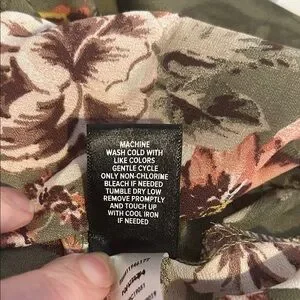 MACHINE
WASH COLD WITH
LIKE COLORS
GENTLE CYCLE
ONLY NON-CHLORINE
BLEACH IF NEEDED
TUMBLE DRY LOW
REMOVE PROMPTLY
AND TOUCH UP
WITH COOL IRON
IF NEEDED